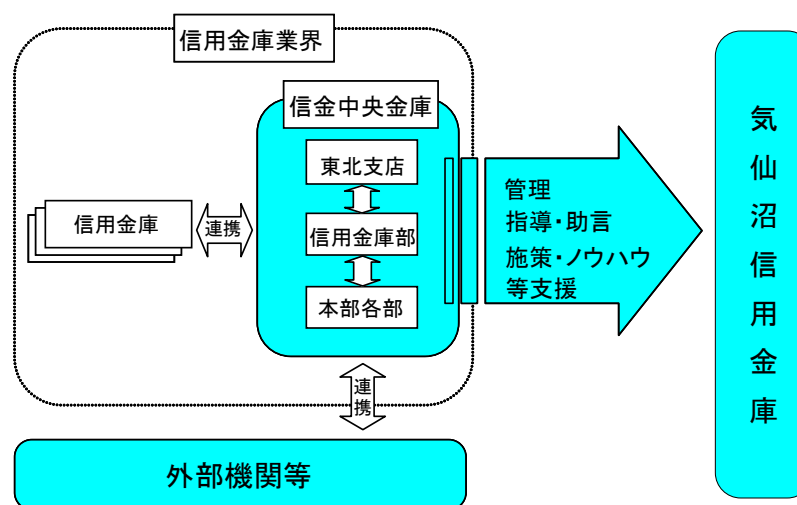 信用金庫業界
信金中央金庫
東北支店
信用金庫
連携
信用金庫部
本部各部
管理
指導・助言
施策・ノウハウ
等支援
気仙沼信用金庫
連携
外部機関等